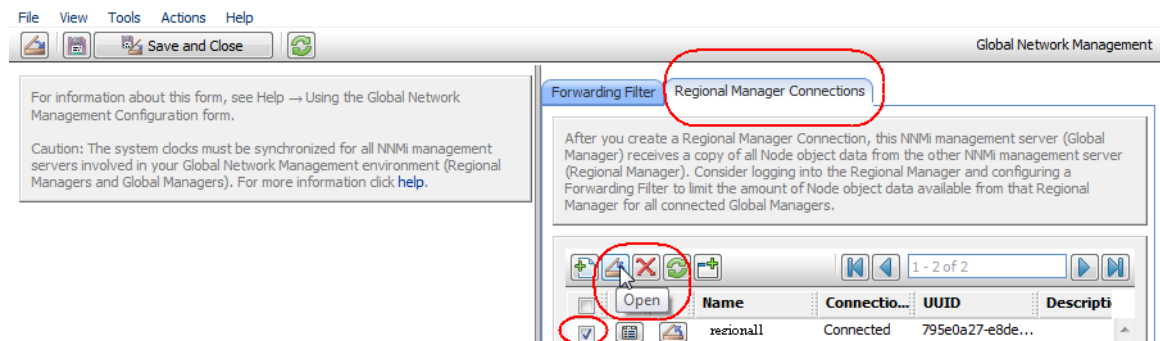 File View Tools Actions Help
Save and Close
Global Network Management
For information about this form, see Help → Using the Global Network
Management Configuration form.
Caution: The system clocks must be synchronized for all NNMi management
servers involved in your Global Network Management environment (Regional
Managers and Global Managers). For more information click help.
Forwarding Filter Regional Manager Connections
After you create a Regional Manager Connection, this NNMi management server (Global
Manager) receives a copy of all Node object data from the other NNMi management server
(Regional Manager). Consider logging into the Regional Manager and configuring a
Forwarding Filter to limit the amount of Node object data available from that Regional
Manager for all connected Global Managers.
1 - 2 of 2
Open
Name Connectio... UUID Descripti
regional1 Connected 795e0a27-e8de...